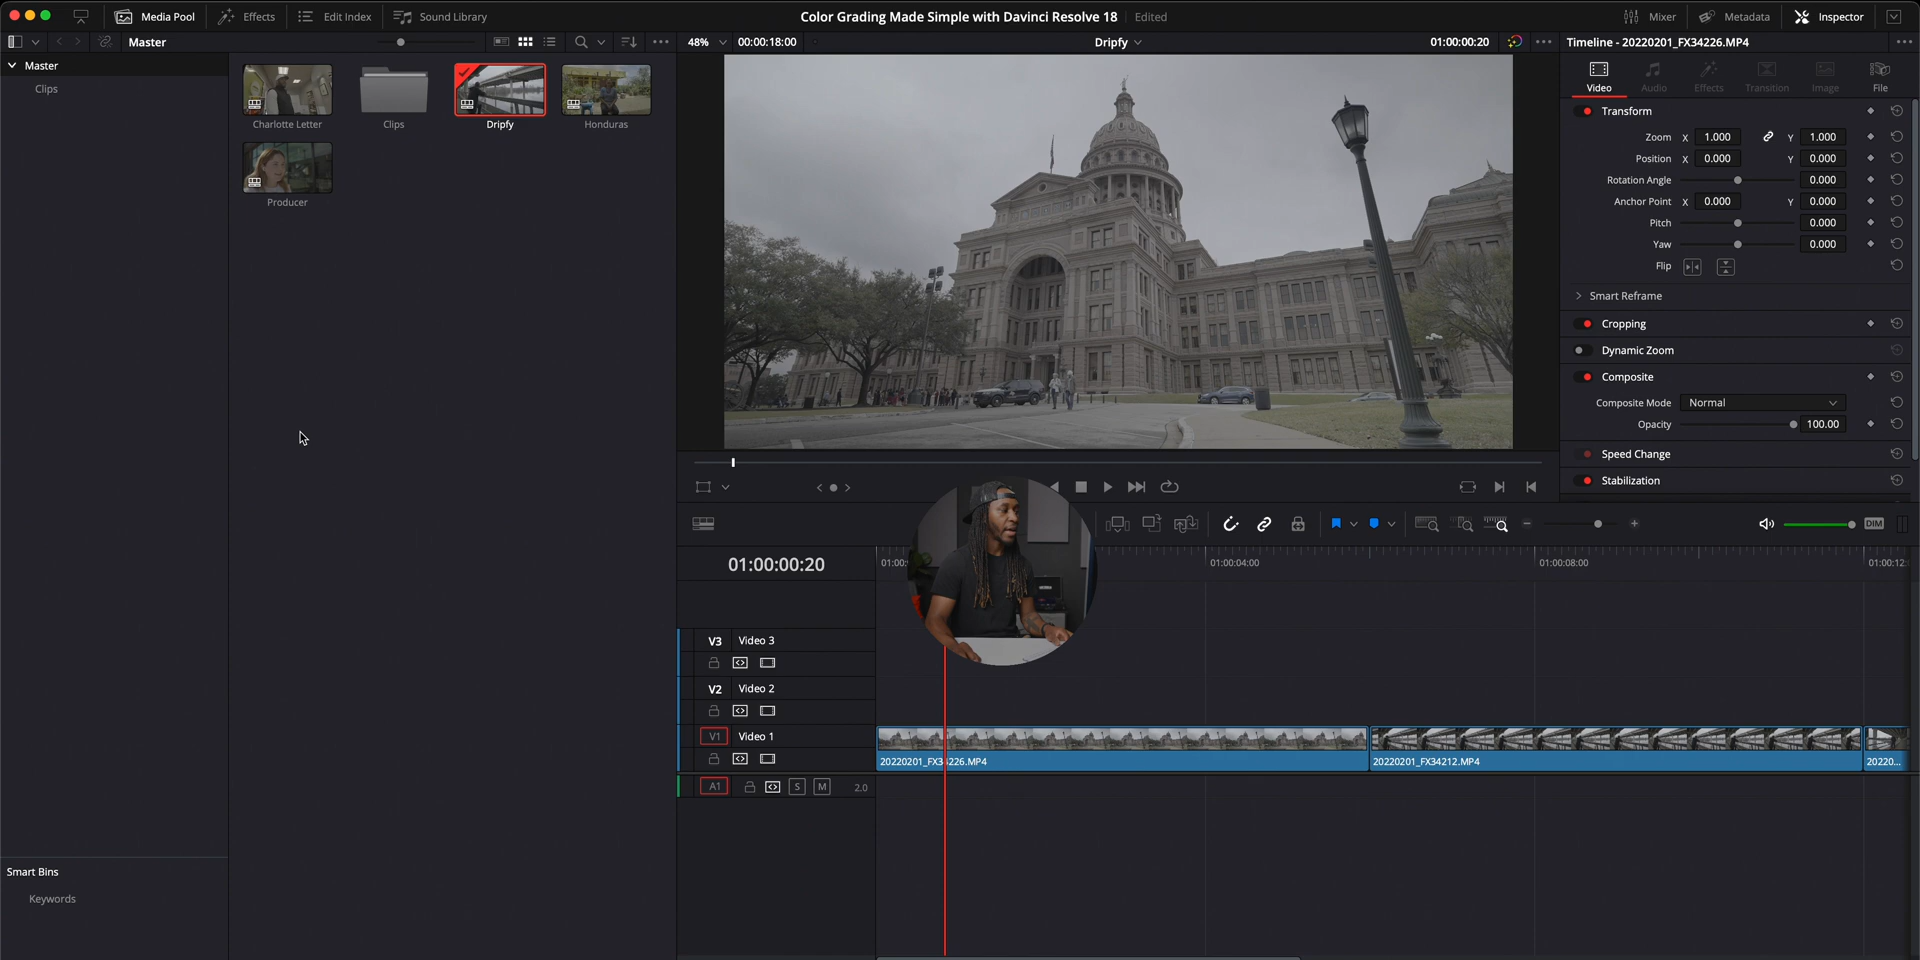 Media Pool Effects Edit Index Sound Library Color Grading Made Simple with Davinci Resolve 18 Edited Mixer Metadata Inspector
Master 48% 00:00:18:00 Dripfy 01:00:00:20 Timeline - 20220201_FX34226.MP4
Master
Clips
Charlotte Letter Clips Dripfy Honduras
Producer
Video Audio Effects Transition Image File
Transform
Zoom X 1.000 Y 1.000
Position X 0.000 Y 0.000
Rotation Angle 0.000
Anchor Point X 0.000 Y 0.000
Pitch 0.000
Yaw 0.000
Flip
Smart Reframe
Cropping
Dynamic Zoom
Composite
Composite Mode Normal
Opacity 100.00
Speed Change
Stabilization
DIM
01:00:00:20 01:00: 01:00:04:00 01:00:08:00 01:00:12:
V3 Video 3
V2 Video 2
V1 Video 1
20220201_FX34226.MP4 20220201_FX34212.MP4 20220...
A1 S M 2.0
Smart Bins
Keywords